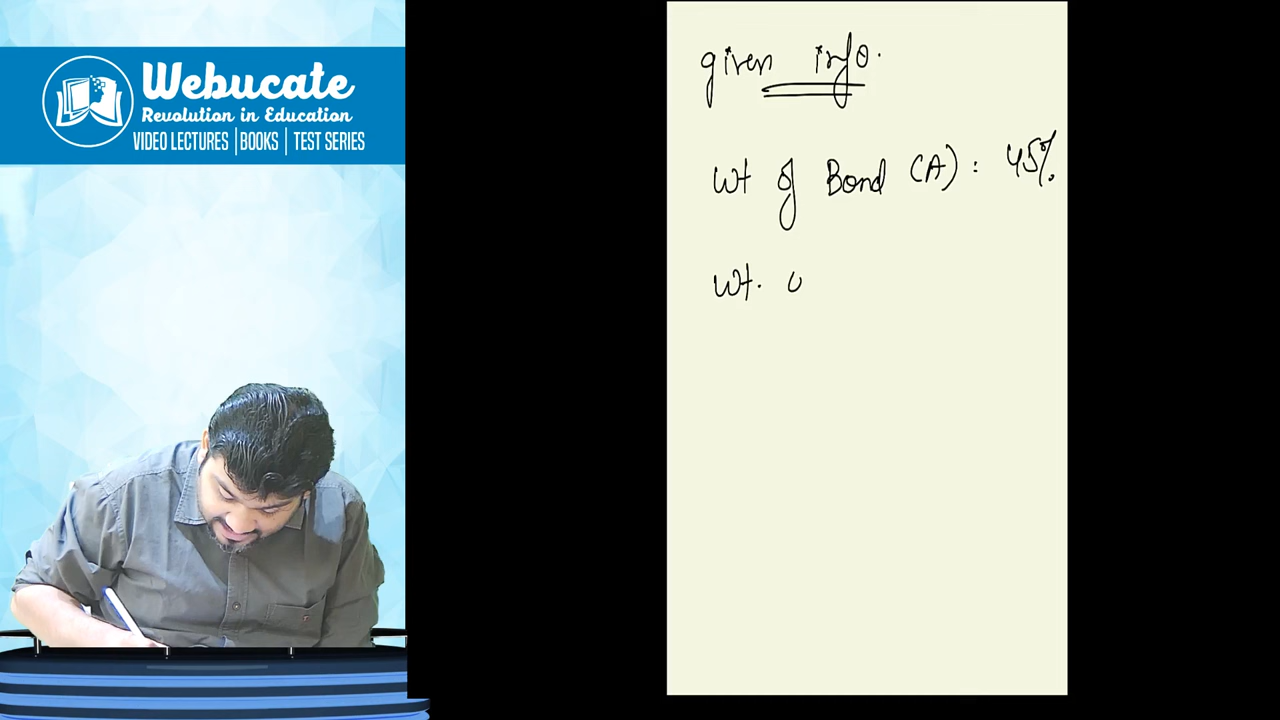 Webucate
Revolution in Education
VIDEO LECTURES | BOOKS | TEST SERIES
given info.
Wt of Bond (A) : 45%
Wt. o